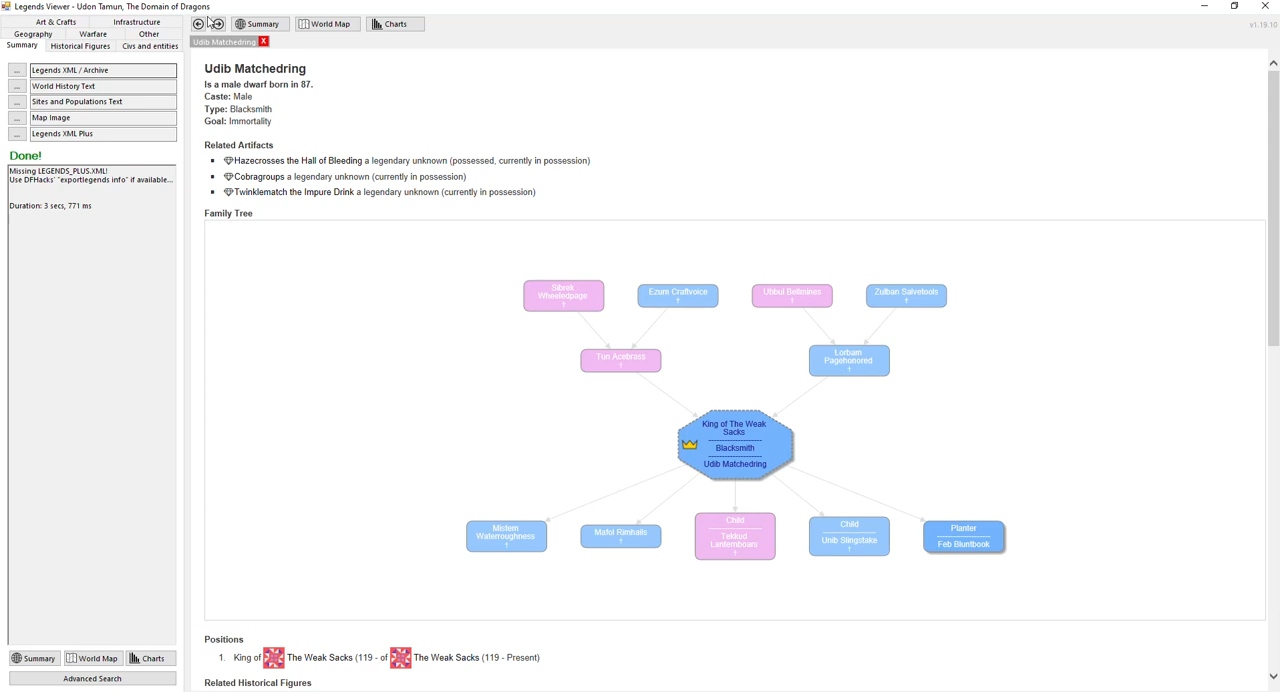 Legends Viewer - Udon Tamun, The Domain of Dragons
Art & Crafts Infrastructure
Geography Warfare Other
Summary Historical Figures Civs and entities
Summary World Map Charts
v1.19.10
Udib Matchedring X
... Legends XML / Archive
... World History Text
... Sites and Populations Text
... Map Image
... Legends XML Plus
Done!
Missing LEGENDS_PLUS.XML!
Use DFHacks' "exportlegends info" if available...
Duration: 3 secs, 771 ms
Summary World Map Charts
Advanced Search
Udib Matchedring
Is a male dwarf born in 87.
Caste: Male
Type: Blacksmith
Goal: Immortality
Related Artifacts
Hazecrosses the Hall of Bleeding a legendary unknown (possessed, currently in possession)
Cobragroups a legendary unknown (currently in possession)
Twinklematch the Impure Drink a legendary unknown (currently in possession)
Family Tree
Sibrek
Wheeledpage
†
Ezum Craftvoice
†
Ubbul Bellmines
†
Zulban Salvetools
†
Tun Acebrass
†
Lorbam
Pagehonored
†
King of The Weak
Sacks
--------------------
Blacksmith
--------------------
Udib Matchedring
Mistem
Waterroughness
†
Mafol Rimhails
†
Child
Tekkud
Lanternboars
†
Child
Unib Slingstake
†
Planter
Feb Bluntbook
Positions
1. King of The Weak Sacks (119 - of The Weak Sacks (119 - Present)
Related Historical Figures